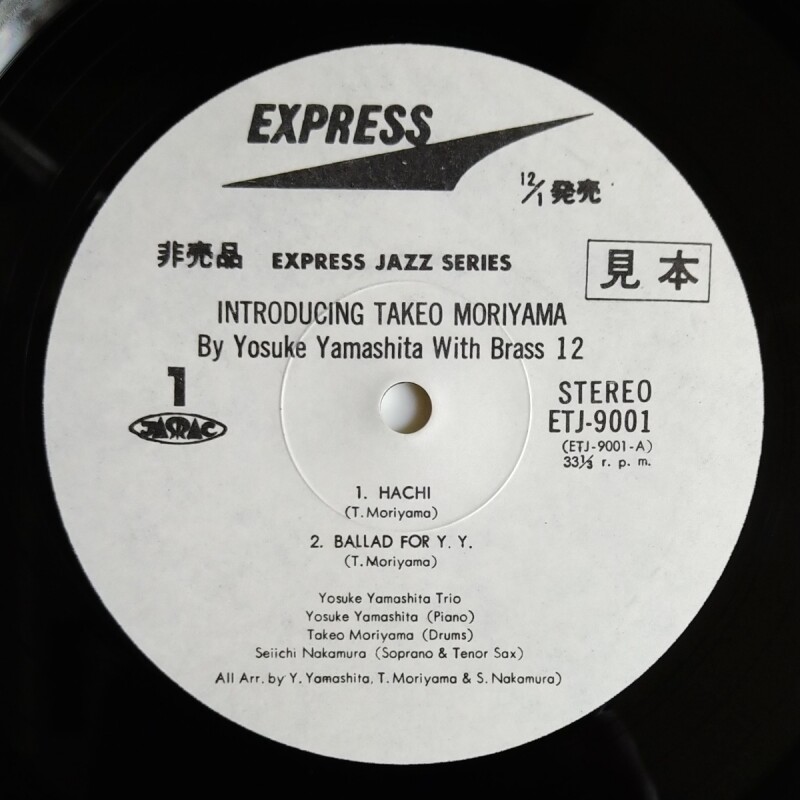 EXPRESS
12/1 発売
非売品 EXPRESS JAZZ SERIES
見本
INTRODUCING TAKEO MORIYAMA
By Yosuke Yamashita With Brass 12
1
JASRAC
STEREO
ETJ-9001
(ETJ-9001-A)
33⅓ r. p. m.
1. HACHI
(T. Moriyama)
2. BALLAD FOR Y. Y.
(T. Moriyama)
Yosuke Yamashita Trio
Yosuke Yamashita (Piano)
Takeo Moriyama (Drums)
Seiichi Nakamura (Soprano & Tenor Sax)
All Arr. by Y. Yamashita, T. Moriyama & S. Nakamura)